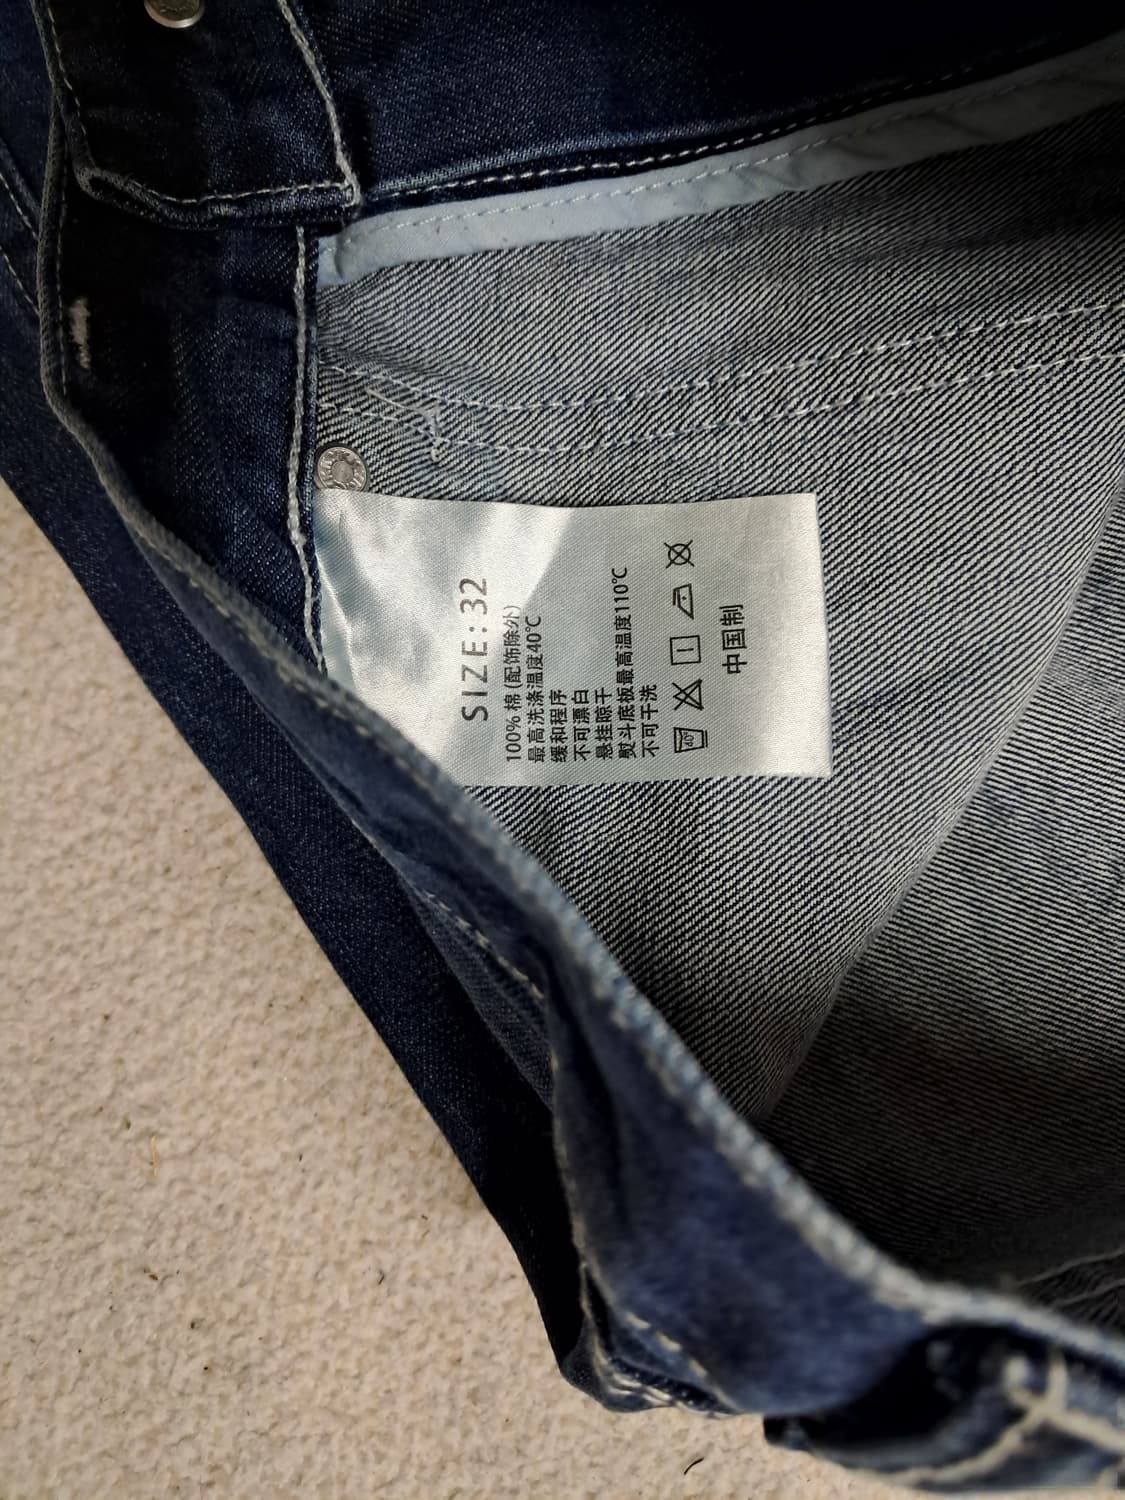 SIZE: 32
100% 棉 (配饰除外)
最高洗涤温度40℃
缓和程序
不可漂白
悬挂晾干
熨斗底板最高温度110℃
不可干洗
40
中国制